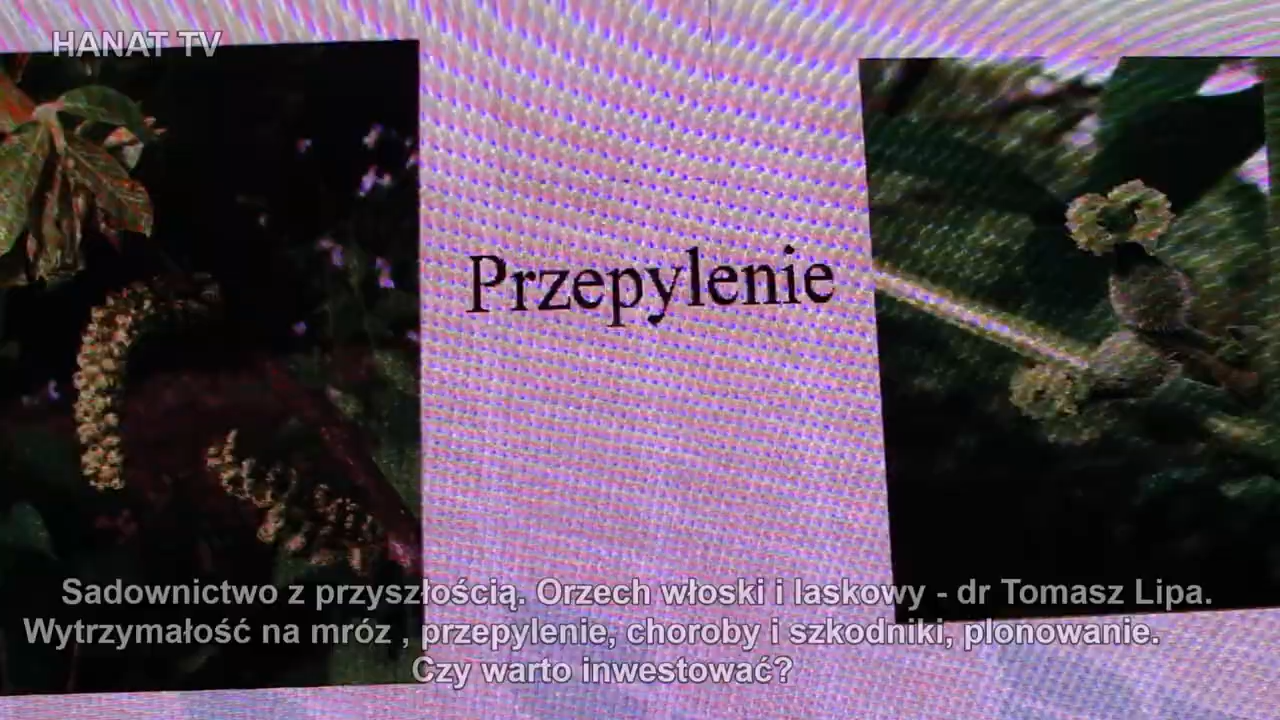 HANAT TV
Przepylenie
Sadownictwo z przyszłością. Orzech włoski i laskowy - dr Tomasz Lipa.
Wytrzymałość na mróz , przepylenie, choroby i szkodniki, plonowanie.
Czy warto inwestować?